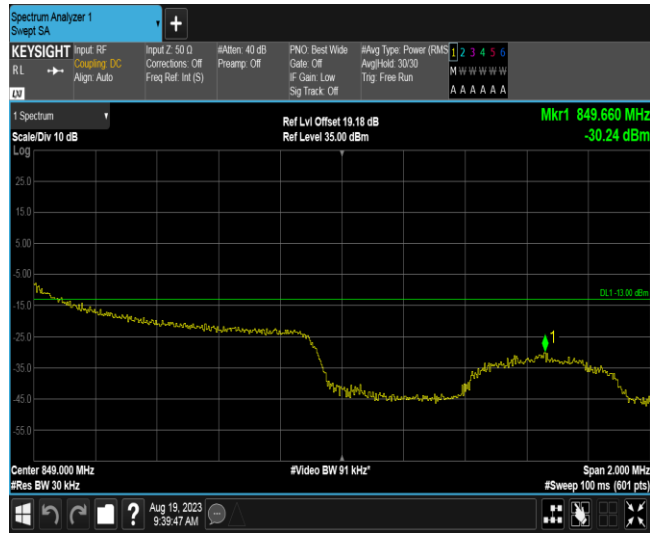 Spectrum Analyzer 1
Swept SA
+
KEYSIGHT
RL
LXI
Input: RF
Coupling: DC
Align: Auto
Input Z: 50 Ω
Corrections: Off
Freq Ref: Int (S)
#Atten: 40 dB
Preamp: Off
PNO: Best Wide
Gate: Off
IF Gain: Low
Sig Track: Off
#Avg Type: Power (RMS
Avg|Hold: 30/30
Trig: Free Run
1 2 3 4 5 6
M W W W W W
A A A A A A
1 Spectrum
Scale/Div 10 dB
Log
Ref Lvl Offset 19.18 dB
Ref Level 35.00 dBm
Mkr1 849.660 MHz
-30.24 dBm
25.0
15.0
5.00
-5.00
-15.0
-25.0
-35.0
-45.0
-55.0
DL1 -13.00 dBm
1
Center 849.000 MHz
#Res BW 30 kHz
#Video BW 91 kHz*
Span 2.000 MHz
#Sweep 100 ms (601 pts)
?
Aug 19, 2023
9:39:47 AM